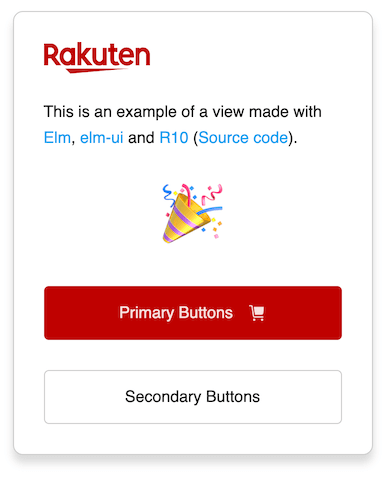 Rakuten
This is an example of a view made with
Elm, elm-ui and R10 (Source code).
Primary Buttons
Secondary Buttons